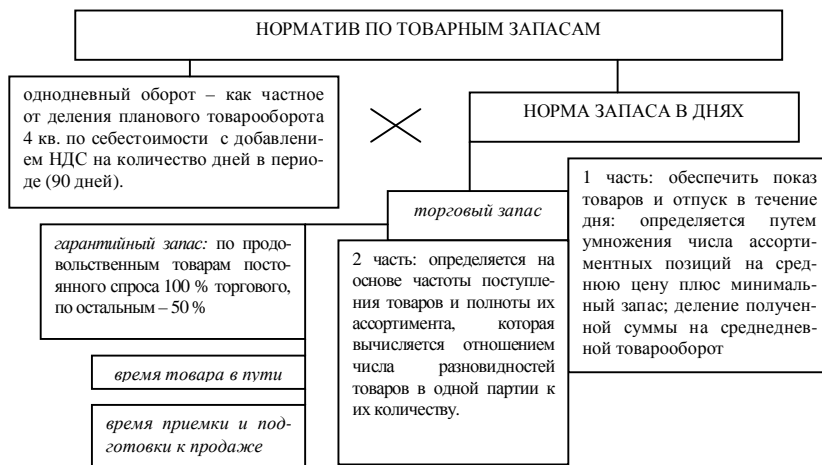 НОРМАТИВ ПО ТОВАРНЫМ ЗАПАСАМ
однодневный оборот – как частное
от деления планового товарооборота
4 кв. по себестоимости с добавлени-
ем НДС на количество дней в перио-
де (90 дней).
НОРМА ЗАПАСА В ДНЯХ
торговый запас
1 часть: обеспечить показ
товаров и отпуск в течение
дня: определяется путем
умножения числа ассорти-
ментных позиций на сред-
нюю цену плюс минималь-
ный запас; деление получен-
ной суммы на среднеднев-
ной товарооборот
гарантийный запас: по продо-
вольственным товарам посто-
янного спроса 100 % торгового,
по остальным – 50 %
2 часть: определяется на
основе частоты поступле-
ния товаров и полноты их
ассортимента, которая
вычисляется отношением
числа разновидностей
товаров в одной партии к
их количеству.
время товара в пути
время приемки и под-
готовки к продаже